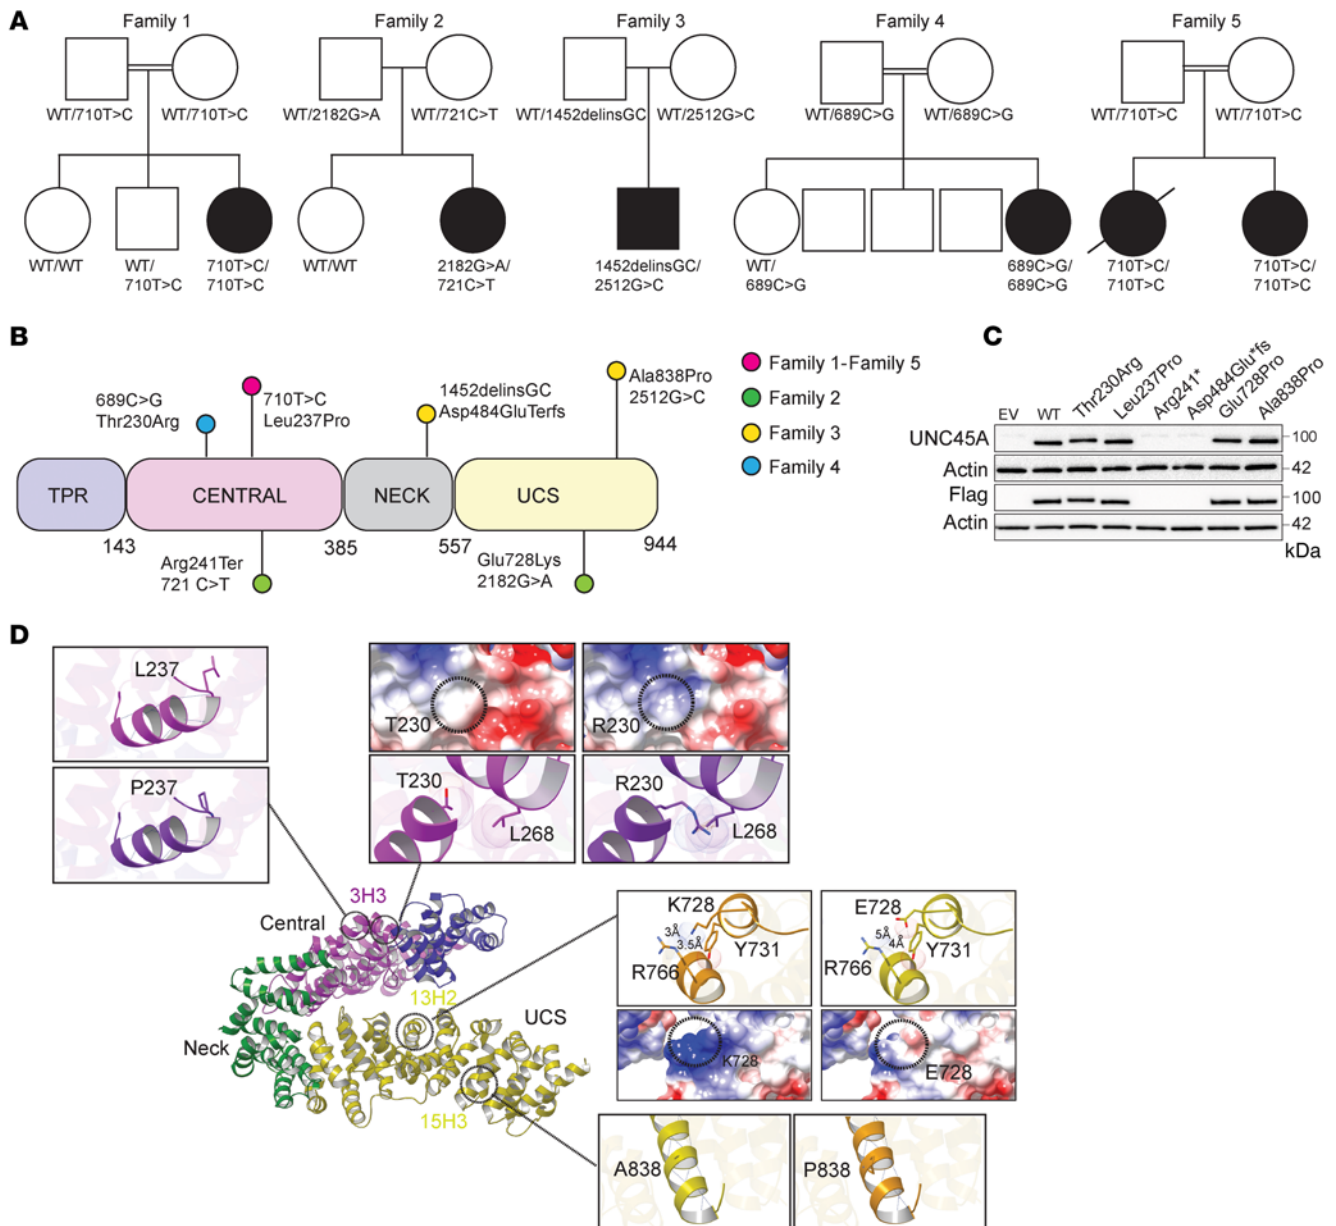 A
Family 1
Family 2
Family 3
Family 4
Family 5
WT/710T>C
WT/710T>C
WT/2182G>A
WT/721C>T
WT/1452delinsGC
WT/2512G>C
WT/689C>G
WT/689C>G
WT/710T>C
WT/710T>C
WT/WT
WT/
710T>C
710T>C/
710T>C
WT/WT
2182G>A/
721C>T
1452delinsGC/
2512G>C
WT/
689C>G
689C>G/
689C>G
710T>C/
710T>C
710T>C/
710T>C
B
689C>G
Thr230Arg
710T>C
Leu237Pro
1452delinsGC
Asp484GluTerfs
Ala838Pro
2512G>C
TPR
CENTRAL
NECK
UCS
143
385
557
944
Arg241Ter
721 C>T
Glu728Lys
2182G>A
Family 1-Family 5
Family 2
Family 3
Family 4
C
EV
WT
Thr230Arg
Leu237Pro
Arg241*
Asp484Glu*fs
Glu728Pro
Ala838Pro
UNC45A
100
Actin
42
Flag
100
Actin
42
kDa
D
L237
P237
T230
R230
T230
L268
R230
L268
3H3
Central
Neck
13H2
UCS
15H3
K728
3Å
3.5Å
Y731
R766
E728
5Å
4Å
Y731
R766
K728
E728
A838
P838